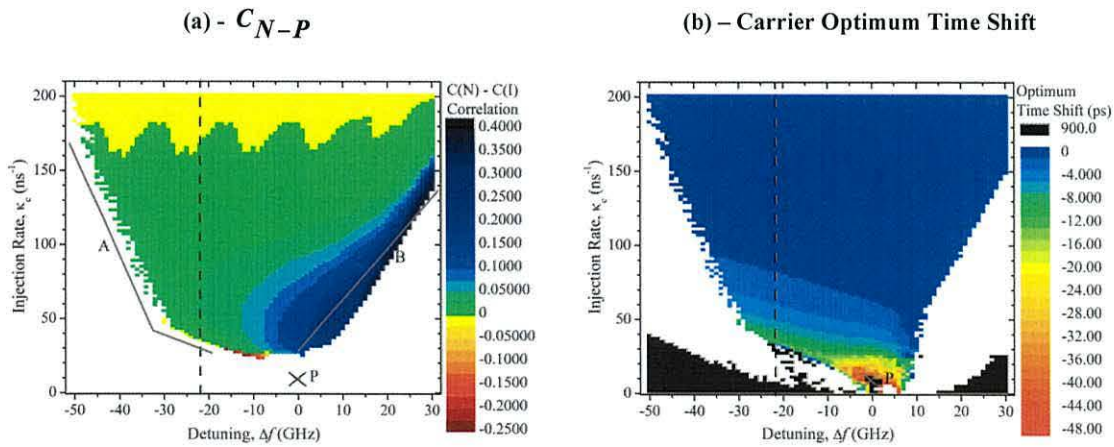 (a) - C N–P
(b) – Carrier Optimum Time Shift
C(N) - C(I)
Correlation
0.4000
0.3500
0.3000
0.2500
0.2000
0.1500
0.1000
0.05000
0
-0.05000
-0.1000
-0.1500
-0.2000
-0.2500
200
150
100
50
0
Injection Rate, κc (ns-1)
A
B
P
-50 -40 -30 -20 -10 0 10 20 30
Detuning, Δf (GHz)
Optimum
Time Shift (ps)
900.0
0
-4.000
-8.000
-12.00
-16.00
-20.00
-24.00
-28.00
-32.00
-36.00
-40.00
-44.00
-48.00
200
150
100
50
0
Injection Rate, κc (ns-1)
P
-50 -40 -30 -20 -10 0 10 20 30
Detuning, Δf (GHz)